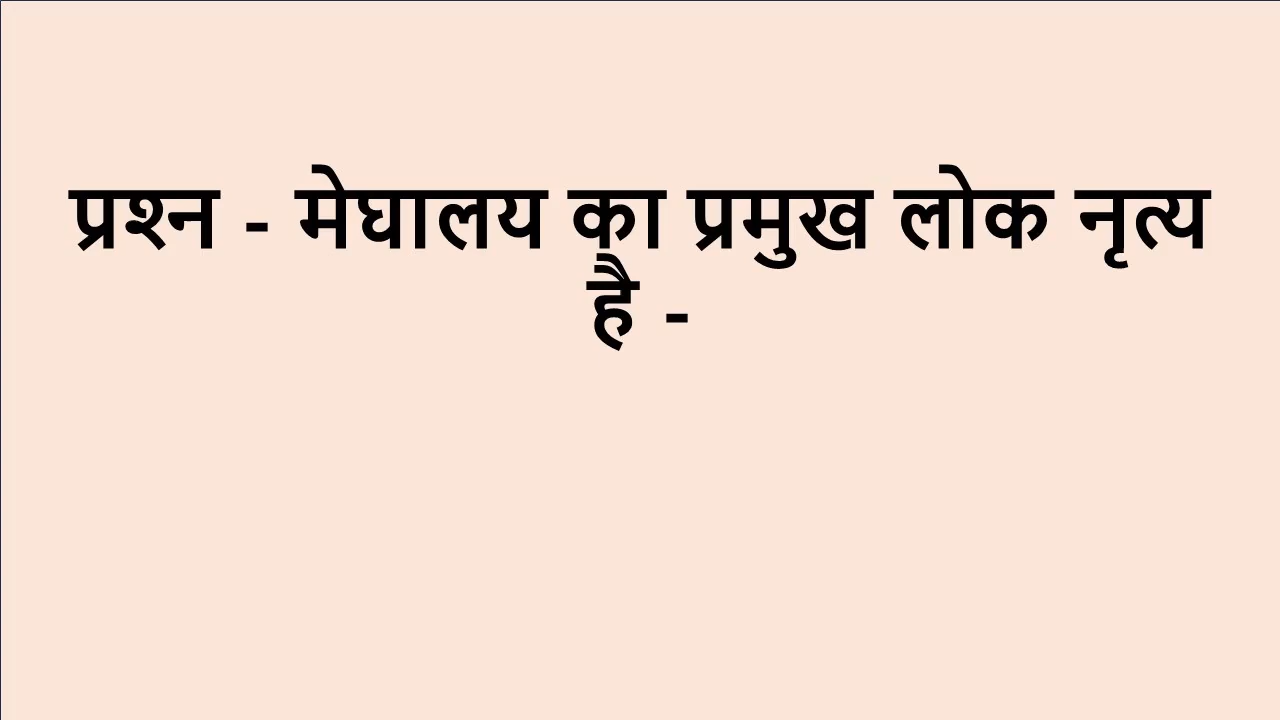 प्रश्न - मेघालय का प्रमुख लोक नृत्य
है -